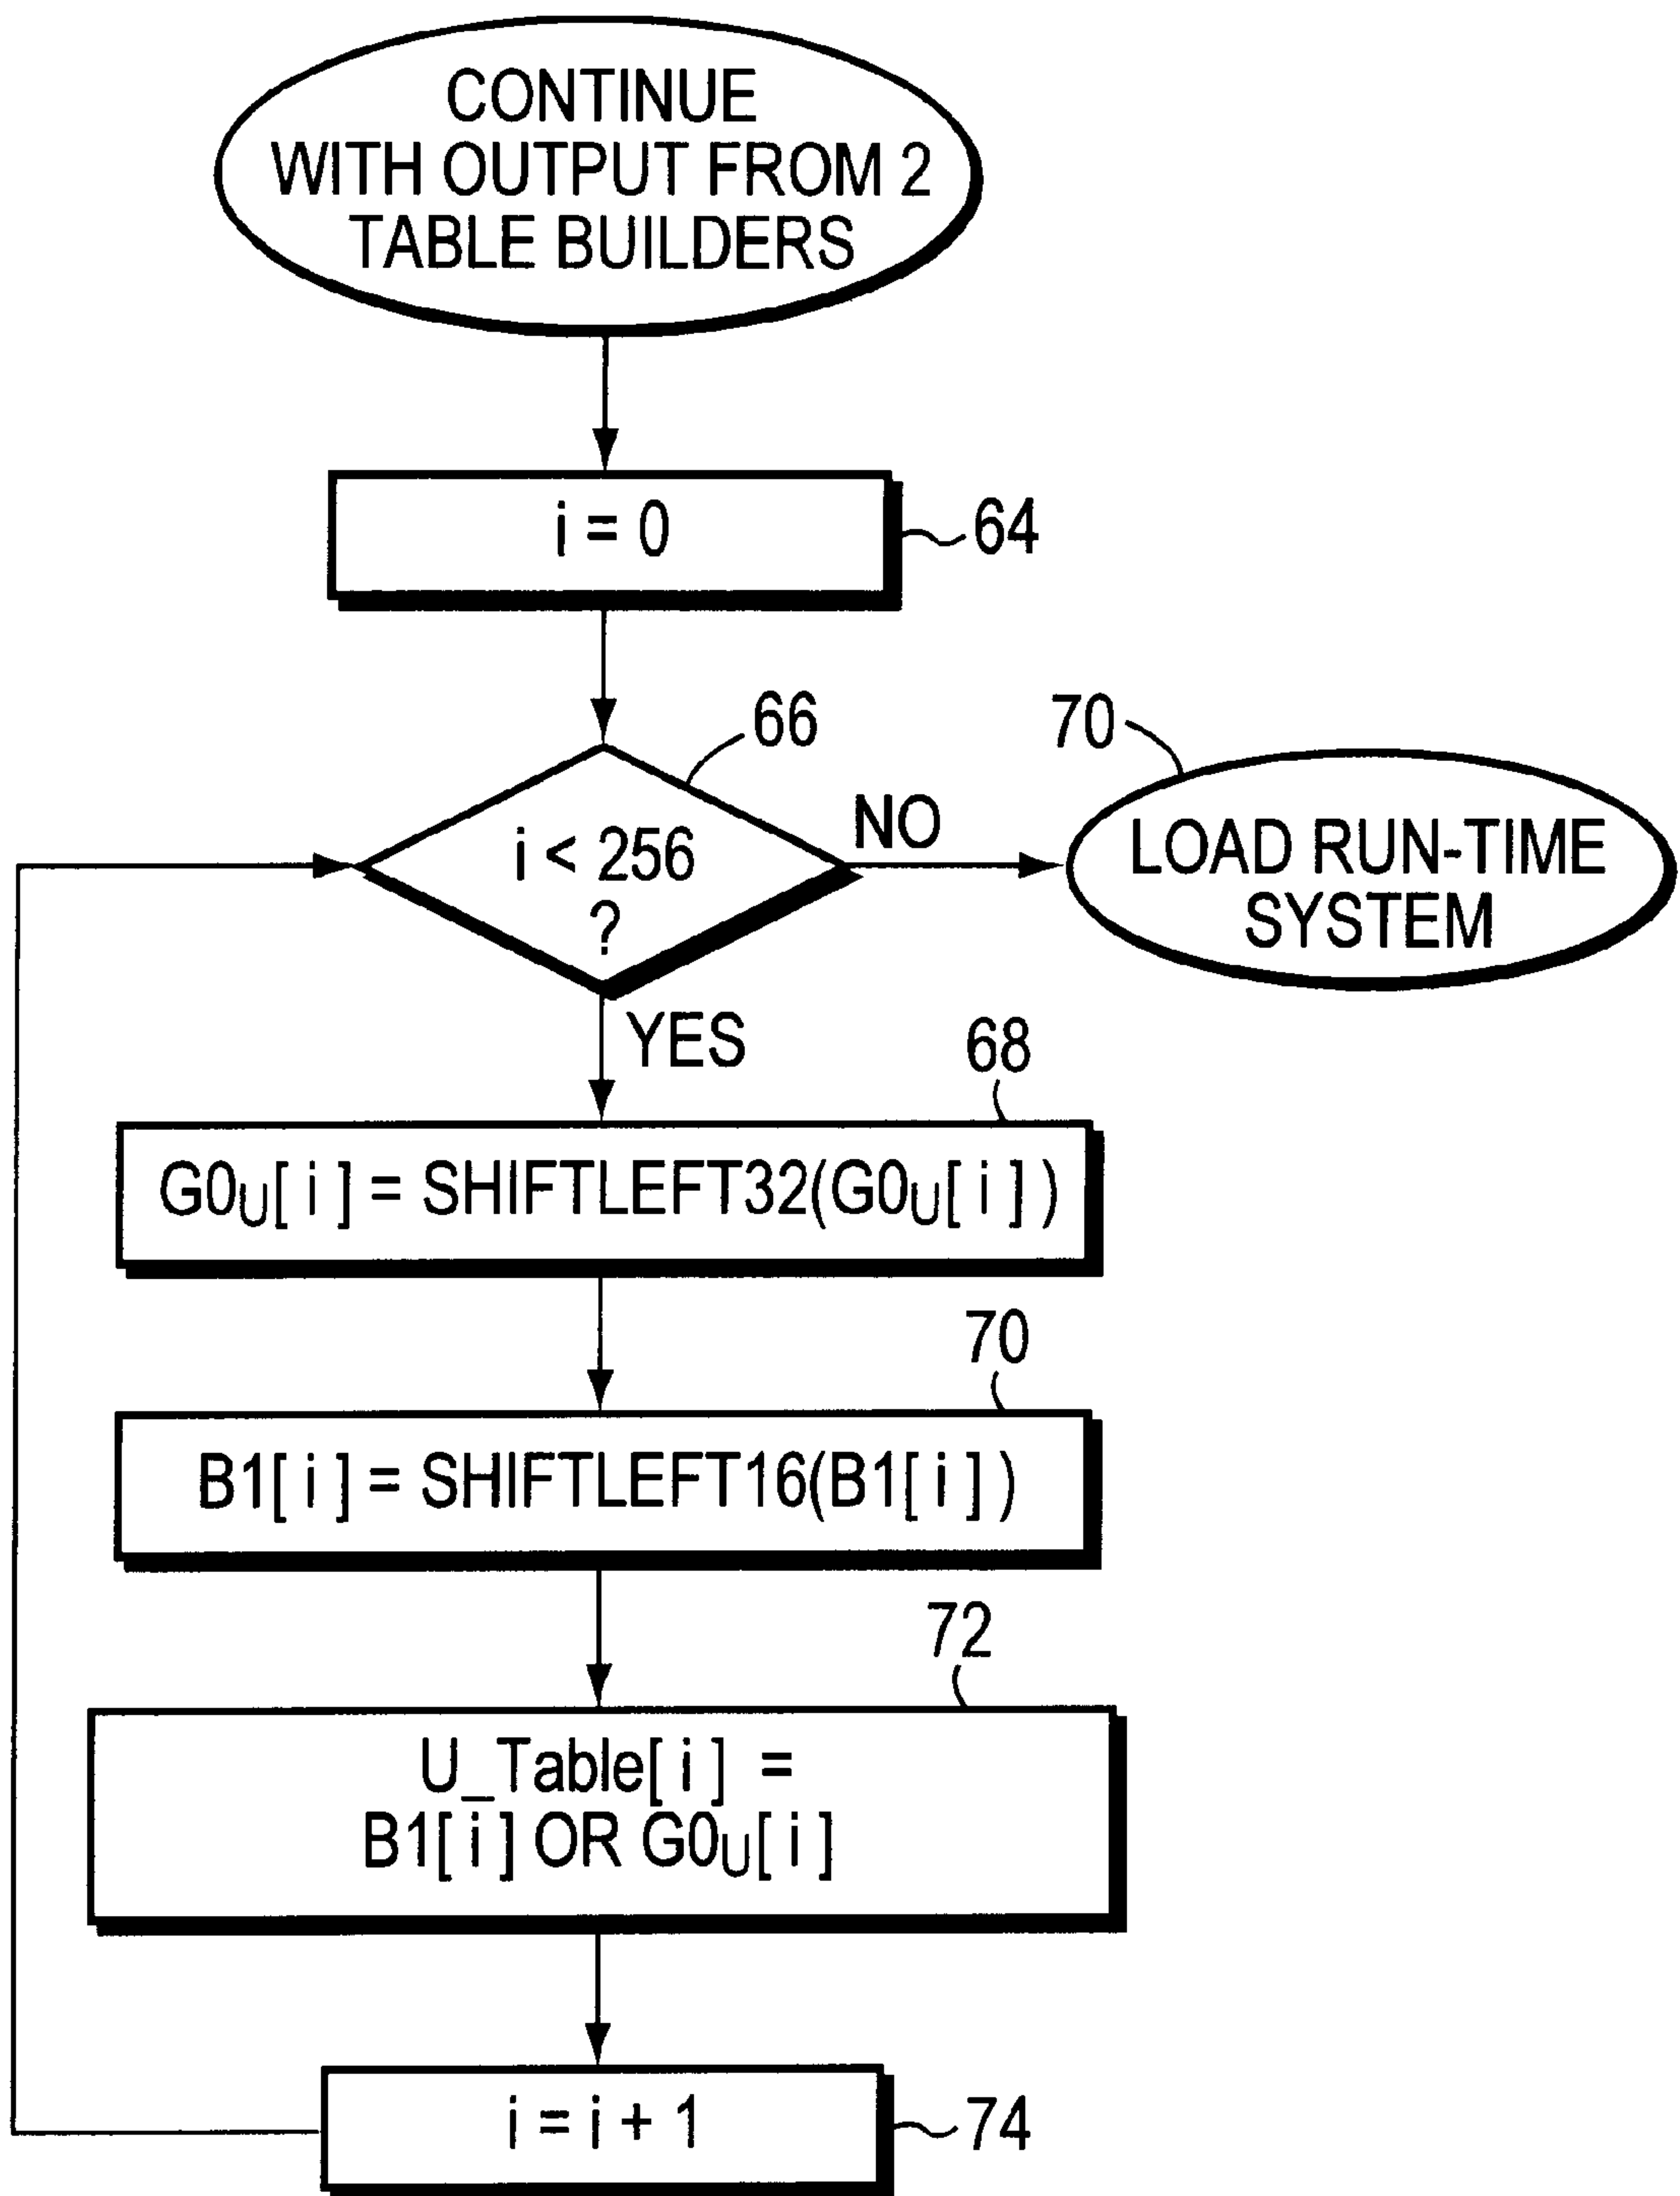 CONTINUE
WITH OUTPUT FROM 2
TABLE BUILDERS
i = 0
64
66
i < 256
?
NO
70
LOAD RUN-TIME
SYSTEM
YES
68
G0U[ i ] = SHIFTLEFT32(G0U[ i ] )
70
B1[ i ] = SHIFTLEFT16(B1[ i ] )
72
U_Table[ i ] =
B1[ i ] OR G0U[ i ]
i = i + 1
74